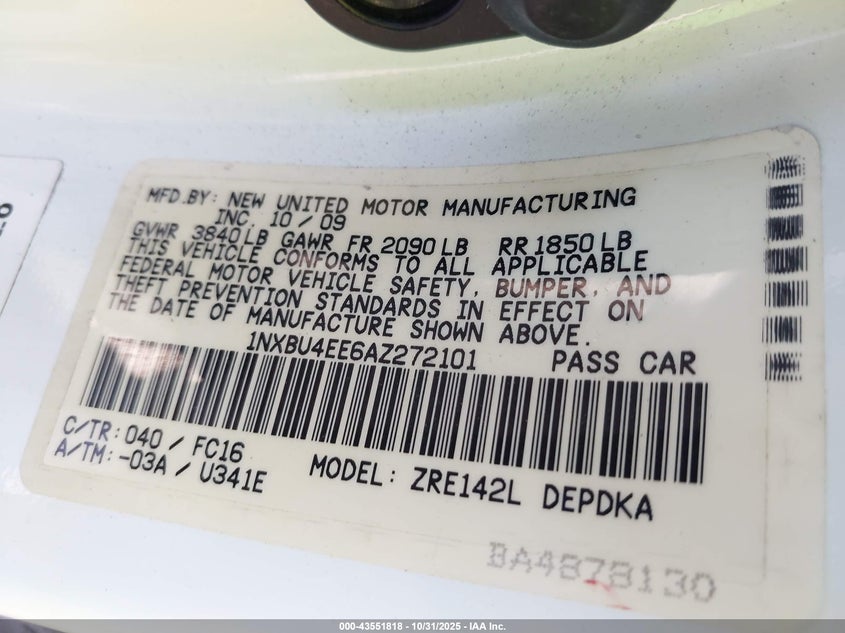 MFD.BY: NEW UNITED MOTOR MANUFACTURING
INC. 10 / 09
GVWR 3840LB GAWR FR 2090LB RR 1850LB
THIS VEHICLE CONFORMS TO ALL APPLICABLE
FEDERAL MOTOR VEHICLE SAFETY, BUMPER, AND
THEFT PREVENTION STANDARDS IN EFFECT ON
THE DATE OF MANUFACTURE SHOWN ABOVE.
1NXBU4EE6AZ272101 PASS CAR
C/TR: 040 / FC16
A/TM: -03A / U341E
MODEL: ZRE142L DEPDKA
BA4878130
000-43551818 - 10/31/2025 - IAA Inc.